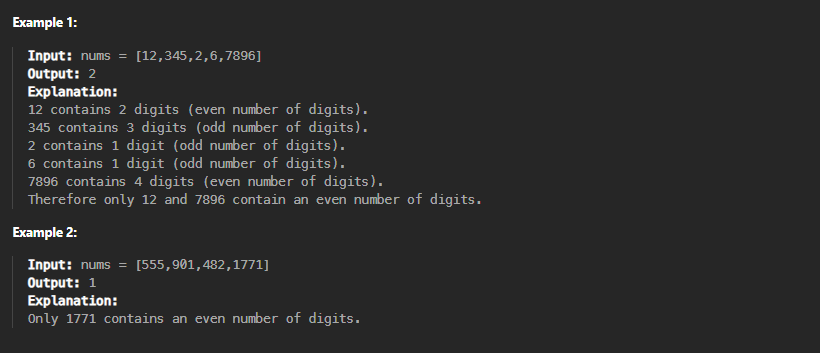 Example 1:
Input: nums = [12,345,2,6,7896]
Output: 2
Explanation:
12 contains 2 digits (even number of digits).
345 contains 3 digits (odd number of digits).
2 contains 1 digit (odd number of digits).
6 contains 1 digit (odd number of digits).
7896 contains 4 digits (even number of digits).
Therefore only 12 and 7896 contain an even number of digits.
Example 2:
Input: nums = [555,901,482,1771]
Output: 1
Explanation:
Only 1771 contains an even number of digits.